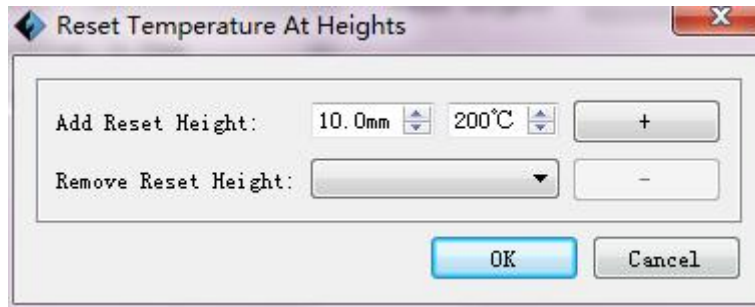 Reset Temperature At Heights
Add Reset Height: 10.0mm 200℃ +
Remove Reset Height: -
OK Cancel